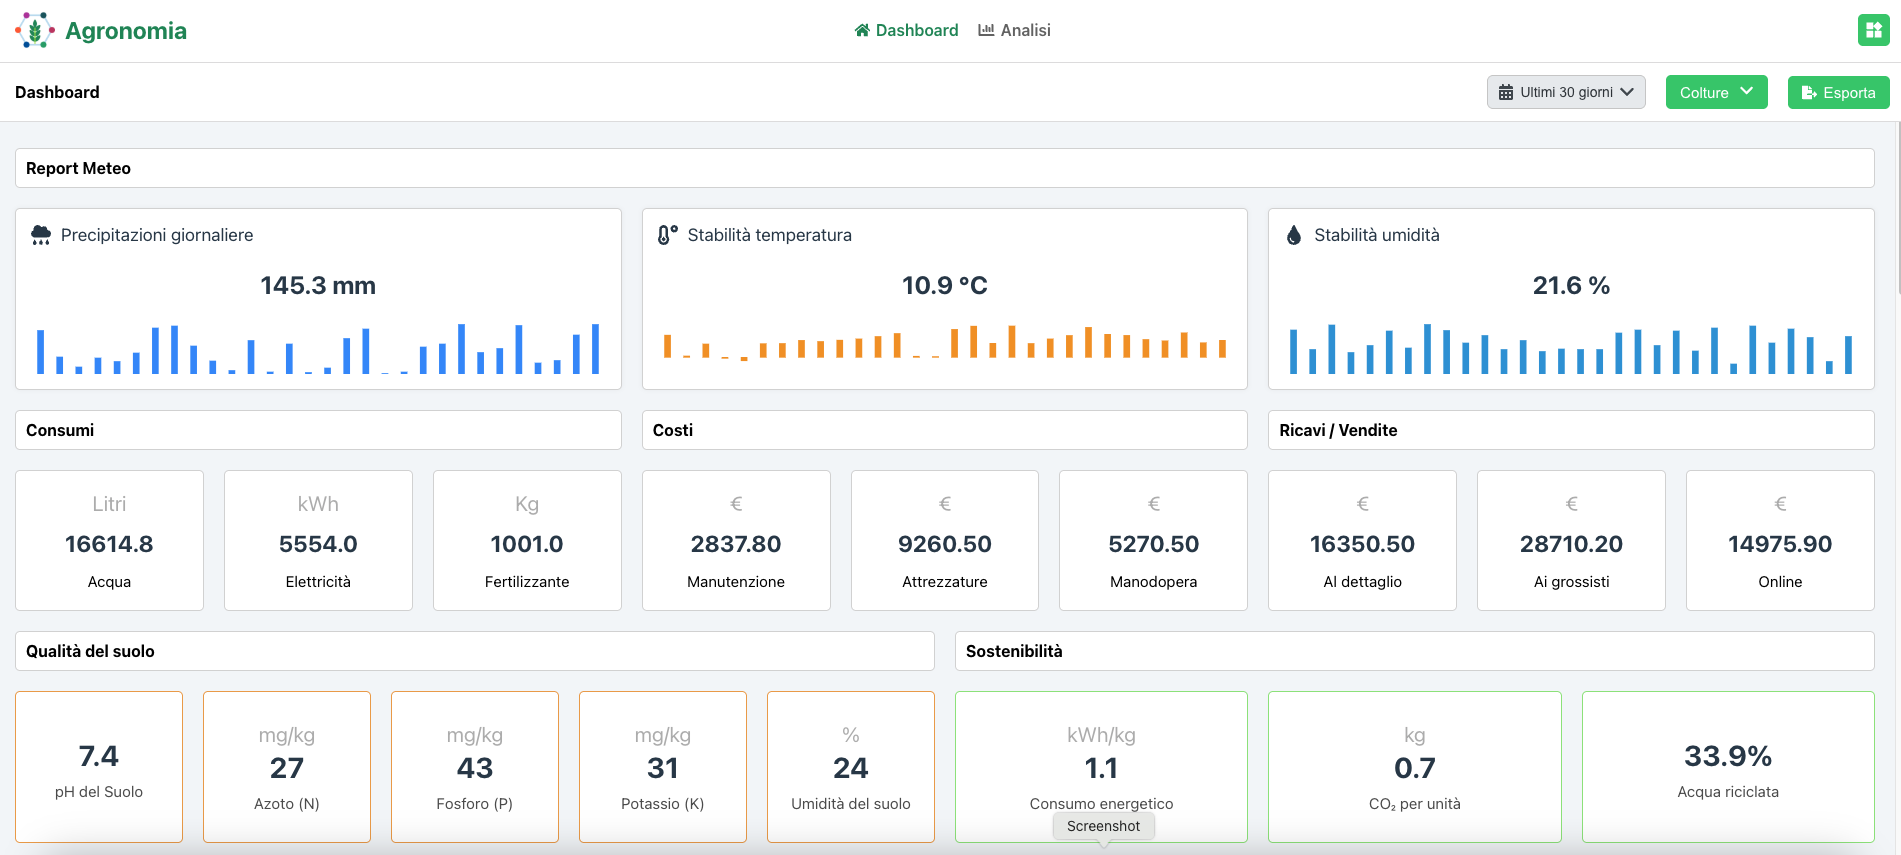 Agronomia
Dashboard
Analisi
Dashboard
Ultimi 30 giorni
Colture
Esporta
Report Meteo
Precipitazioni giornaliere
145.3 mm
Stabilità temperatura
10.9 °C
Stabilità umidità
21.6 %
Consumi
Costi
Ricavi / Vendite
Litri
16614.8
Acqua
kWh
5554.0
Elettricità
Kg
1001.0
Fertilizzante
€
2837.80
Manutenzione
€
9260.50
Attrezzature
€
5270.50
Manodopera
€
16350.50
Al dettaglio
€
28710.20
Ai grossisti
€
14975.90
Online
Qualità del suolo
Sostenibilità
7.4
pH del Suolo
mg/kg
27
Azoto (N)
mg/kg
43
Fosforo (P)
mg/kg
31
Potassio (K)
%
24
Umidità del suolo
kWh/kg
1.1
Consumo energetico
kg
0.7
CO₂ per unità
33.9%
Acqua riciclata
Screenshot